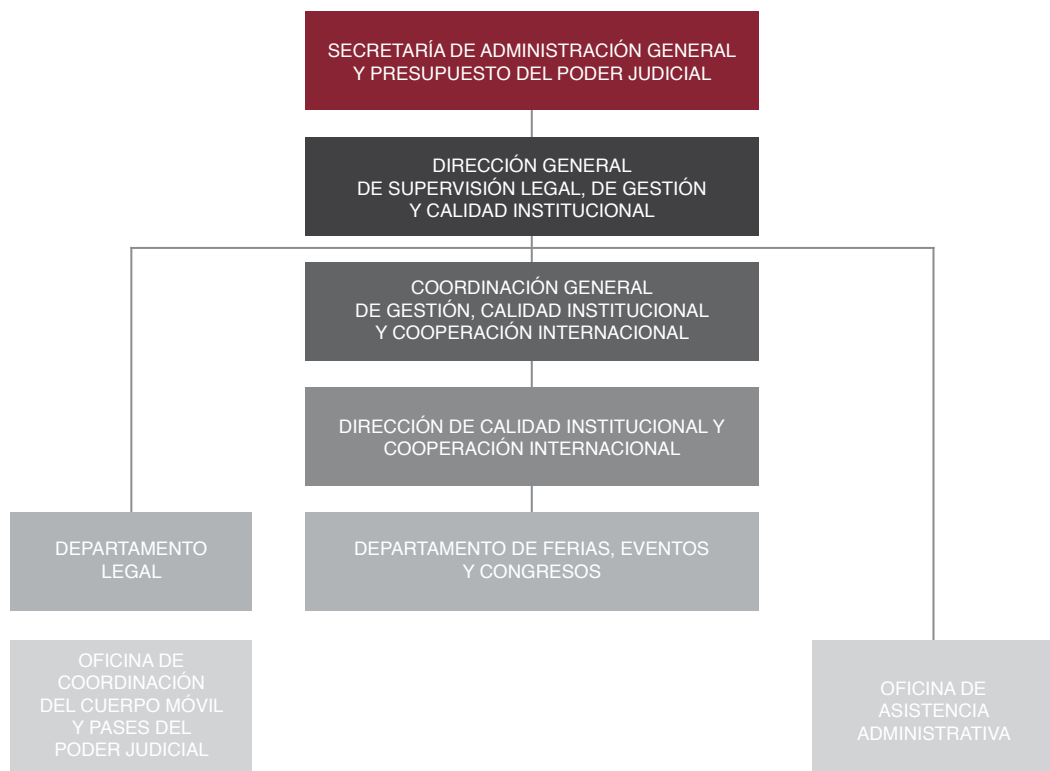 SECRETARÍA DE ADMINISTRACIÓN GENERAL
Y PRESUPUESTO DEL PODER JUDICIAL
DIRECCIÓN GENERAL
DE SUPERVISIÓN LEGAL, DE GESTIÓN
Y CALIDAD INSTITUCIONAL
COORDINACIÓN GENERAL
DE GESTIÓN, CALIDAD INSTITUCIONAL
Y COOPERACIÓN INTERNACIONAL
DIRECCIÓN DE CALIDAD INSTITUCIONAL Y
COOPERACIÓN INTERNACIONAL
DEPARTAMENTO
LEGAL
DEPARTAMENTO DE FERIAS, EVENTOS
Y CONGRESOS
OFICINA DE
COORDINACIÓN
DEL CUERPO MÓVIL
Y PASES DEL
PODER JUDICIAL
OFICINA DE
ASISTENCIA
ADMINISTRATIVA